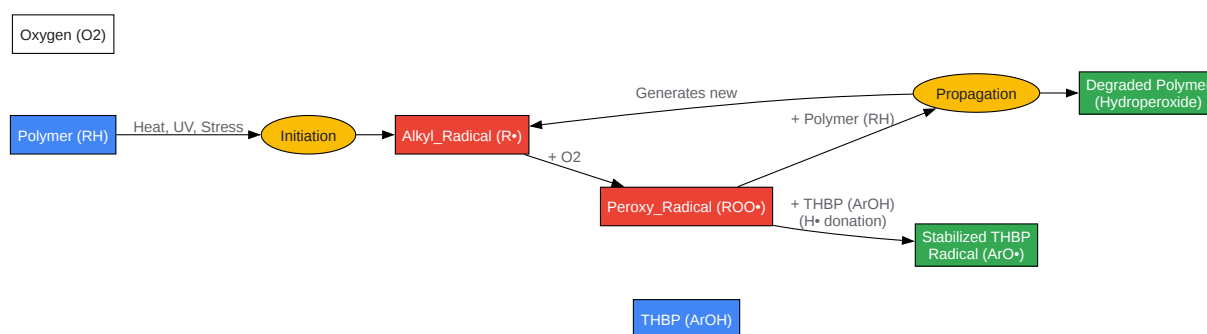 Oxygen (O2)
Polymer (RH)
Heat, UV, Stress
Initiation
Alkyl_Radical (R•)
Generates new
+ O2
Peroxy_Radical (ROO•)
+ Polymer (RH)
Propagation
Degraded Polymer
(Hydroperoxide)
+ THBP (ArOH)
(H• donation)
Stabilized THBP
Radical (ArO•)
THBP (ArOH)